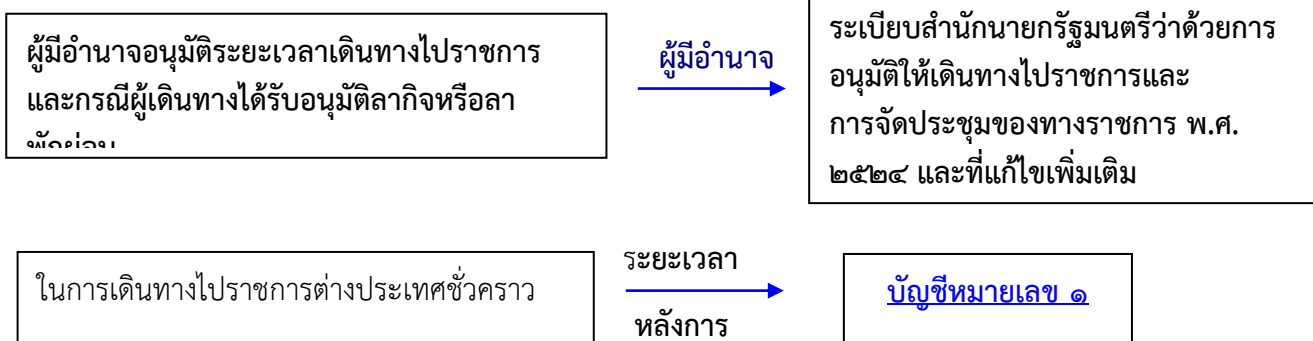 ผู้มีอำนาจอนุมัติระยะเวลาเดินทางไปราชการ
และกรณีผู้เดินทางได้รับอนุมัติลากิจหรือลา
พักผ่อน
ผู้มีอำนาจ
ระเบียบสำนักนายกรัฐมนตรีว่าด้วยการ
อนุมัติให้เดินทางไปราชการและ
การจัดประชุมของทางราชการ พ.ศ.
๒๕๒๔ และที่แก้ไขเพิ่มเติม
ในการเดินทางไปราชการต่างประเทศชั่วคราว
ระยะเวลา
หลังการ
บัญชีหมายเลข ๑